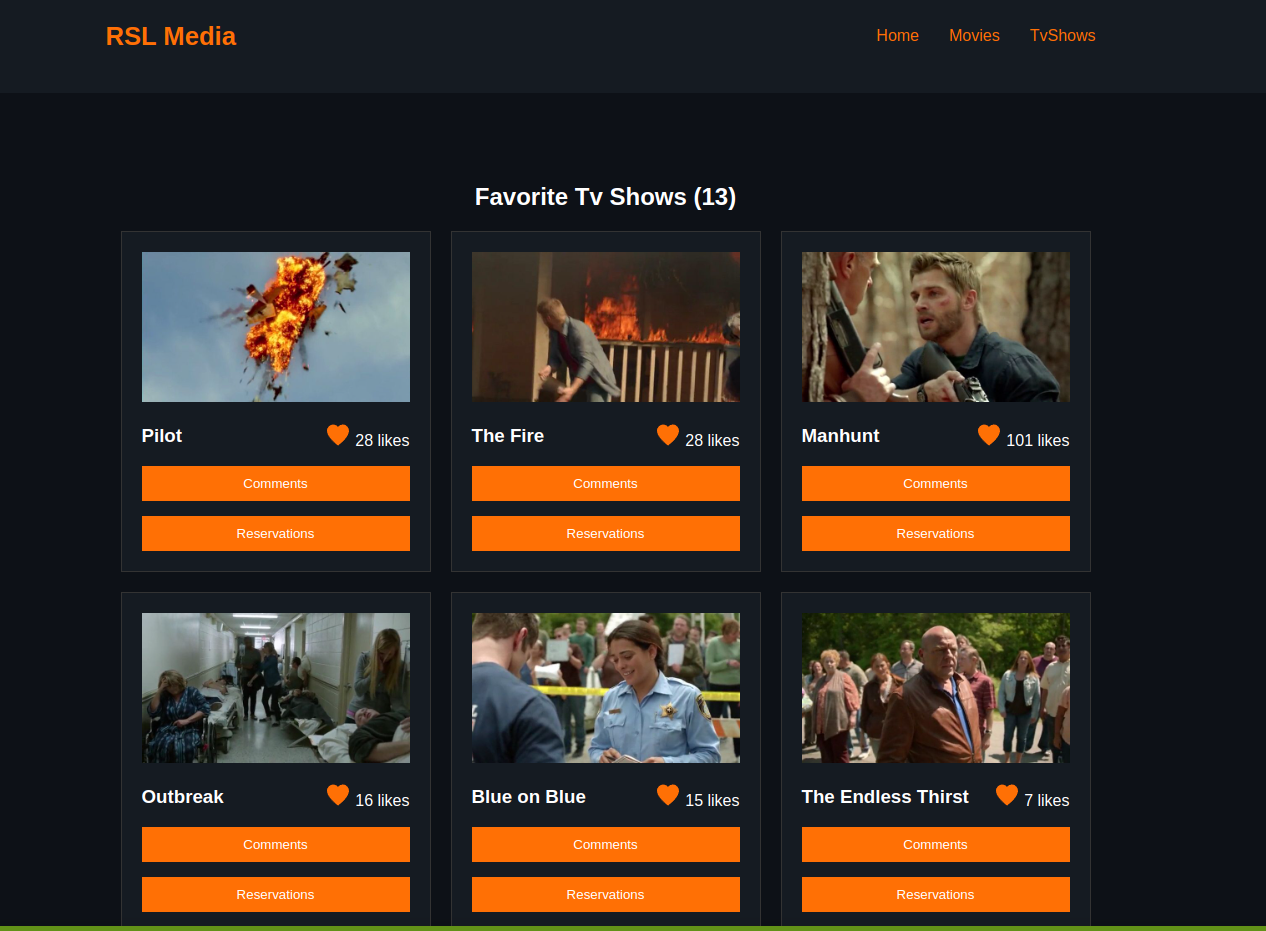 RSL Media
Home Movies TvShows
Favorite Tv Shows (13)
Pilot 28 likes
Comments
Reservations
The Fire 28 likes
Comments
Reservations
Manhunt 101 likes
Comments
Reservations
Outbreak 16 likes
Comments
Reservations
Blue on Blue 15 likes
Comments
Reservations
The Endless Thirst 7 likes
Comments
Reservations